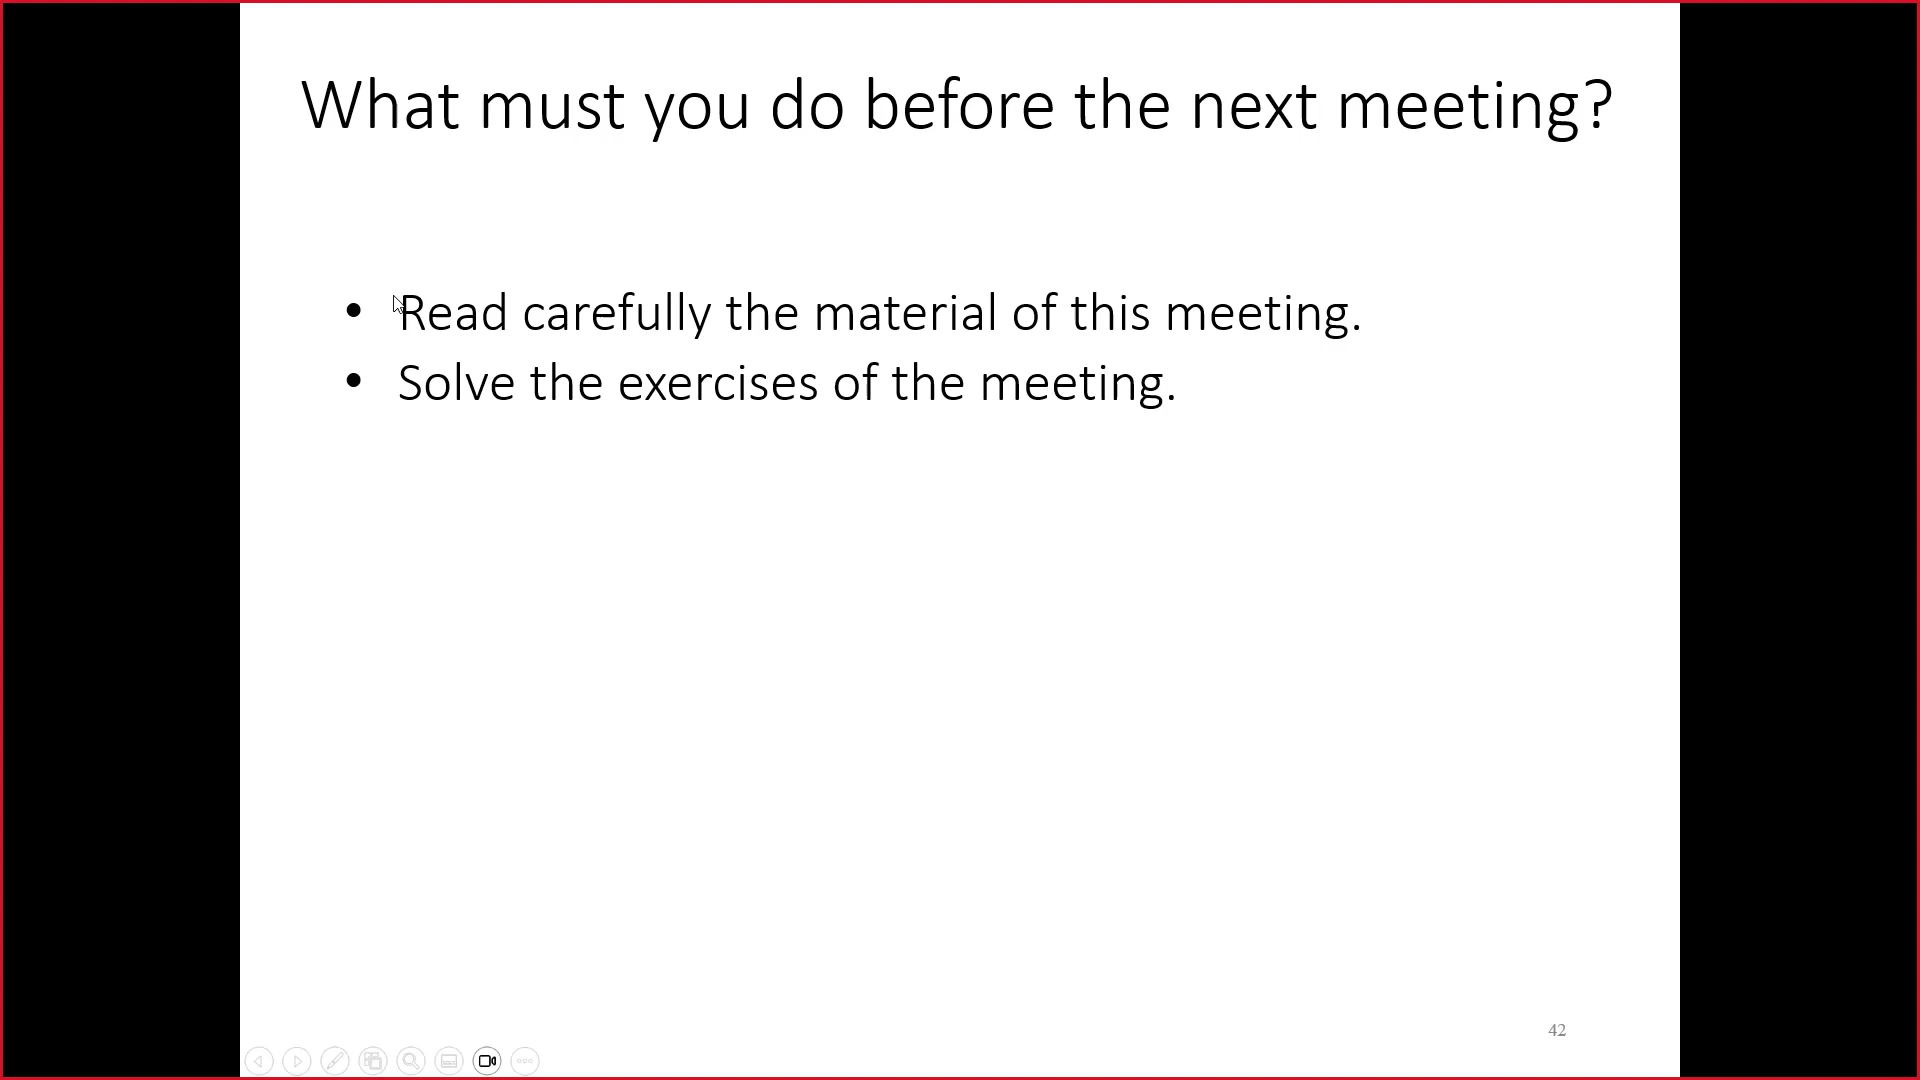 What must you do before the next meeting?
• Read carefully the material of this meeting.
• Solve the exercises of the meeting.
42